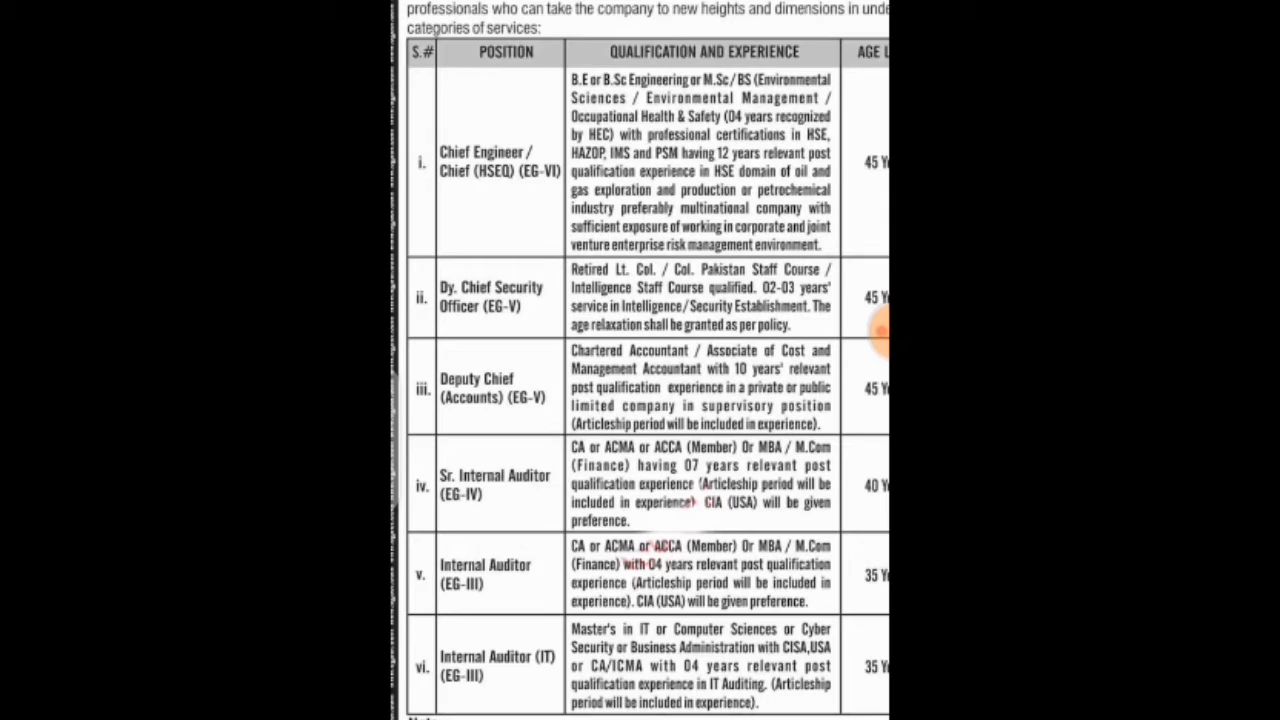 professionals who can take the company to new heights and dimensions in unde
categories of services:
S.# POSITION QUALIFICATION AND EXPERIENCE AGE L
i.
Chief Engineer /
Chief (HSEQ) (EG-VI)
B.E or B.Sc Engineering or M.Sc/ BS (Environmental
Sciences / Environmental Management /
Occupational Health & Safety (04 years recognized
by HEC) with professional certifications in HSE,
HAZOP, IMS and PSM having 12 years relevant post
qualification experience in HSE domain of oil and
gas exploration and production or petrochemical
industry preferably multinational company with
sufficient exposure of working in corporate and joint
venture enterprise risk management environment.
45 Ye
ii.
Dy. Chief Security
Officer (EG-V)
Retired Lt. Col. / Col. Pakistan Staff Course /
Intelligence Staff Course qualified. 02-03 years'
service in Intelligence/Security Establishment. The
age relaxation shall be granted as per policy.
45 Ye
iii.
Deputy Chief
(Accounts) (EG-V)
Chartered Accountant / Associate of Cost and
Management Accountant with 10 years' relevant
post qualification experience in a private or public
limited company in supervisory position
(Articleship period will be included in experience).
45 Ye
iv.
Sr. Internal Auditor
(EG-IV)
CA or ACMA or ACCA (Member) Or MBA / M.Com
(Finance) having 07 years relevant post
qualification experience (Articleship period will be
included in experience) CIA (USA) will be given
preference.
40 Ye
v.
Internal Auditor
(EG-III)
CA or ACMA or ACCA (Member) Or MBA / M.Com
(Finance) with 04 years relevant post qualification
experience (Articleship period will be included in
experience). CIA (USA) will be given preference.
35 Ye
vi.
Internal Auditor (IT)
(EG-III)
Master's in IT or Computer Sciences or Cyber
Security or Business Administration with CISA,USA
or CA/ICMA with 04 years relevant post
qualification experience in IT Auditing. (Articleship
period will be included in experience).
35 Ye